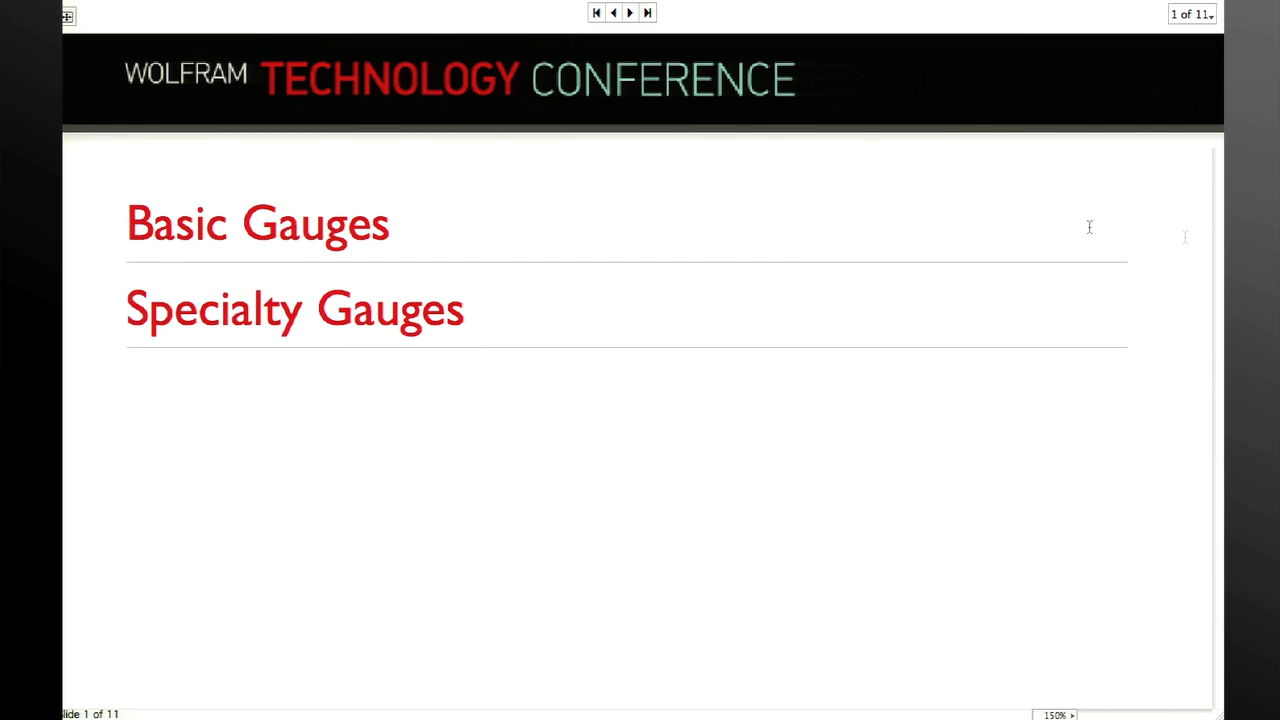 1 of 11
WOLFRAM TECHNOLOGY CONFERENCE
Basic Gauges
Specialty Gauges
lide 1 of 11
150%